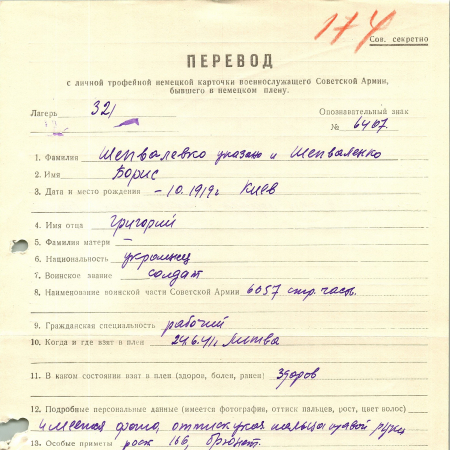 174
Сов. секретно
ПЕРЕВОД
с личной трофейной немецкой карточки военнослужащего Советской Армии,
бывшего в немецком плену.
Лагерь 321
Опознавательный знак
№ 6407
1. Фамилия Шепвалевко указано и Шепваленко
2. Имя Борис
3. Дата и место рождения -10.1919г Киев
4. Имя отца Григорий
5. Фамилия матери —
6. Национальность украинец
7. Воинское звание солдат
8. Наименование воинской части Советской Армии 6057 стр. часть.
9. Гражданская специальность рабочий
10. Когда и где взят в плен 24.6.41, Литва
11. В каком состоянии взят в плен (здоров, болен, ранен) здоров
12. Подробные персональные данные (имеется фотография, оттиск пальцев, рост, цвет волос)
имеется фото, оттиск указ пальца правой руки
13. Особые приметы рост 166, брюнет.